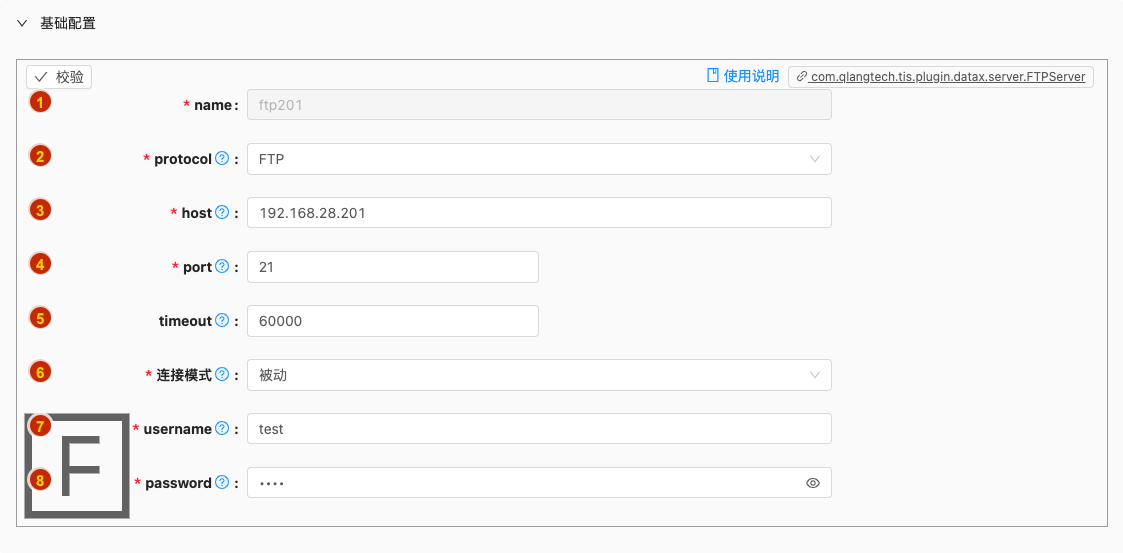 基础配置
校验 使用说明 com.qlangtech.tis.plugin.datax.server.FTPServer
1 * name : ftp201
2 * protocol ? : FTP
3 * host ? : 192.168.28.201
4 * port ? : 21
5 timeout ? : 60000
6 * 连接模式 ? : 被动
7 * username ? : test
F
8 * password ? : ••••